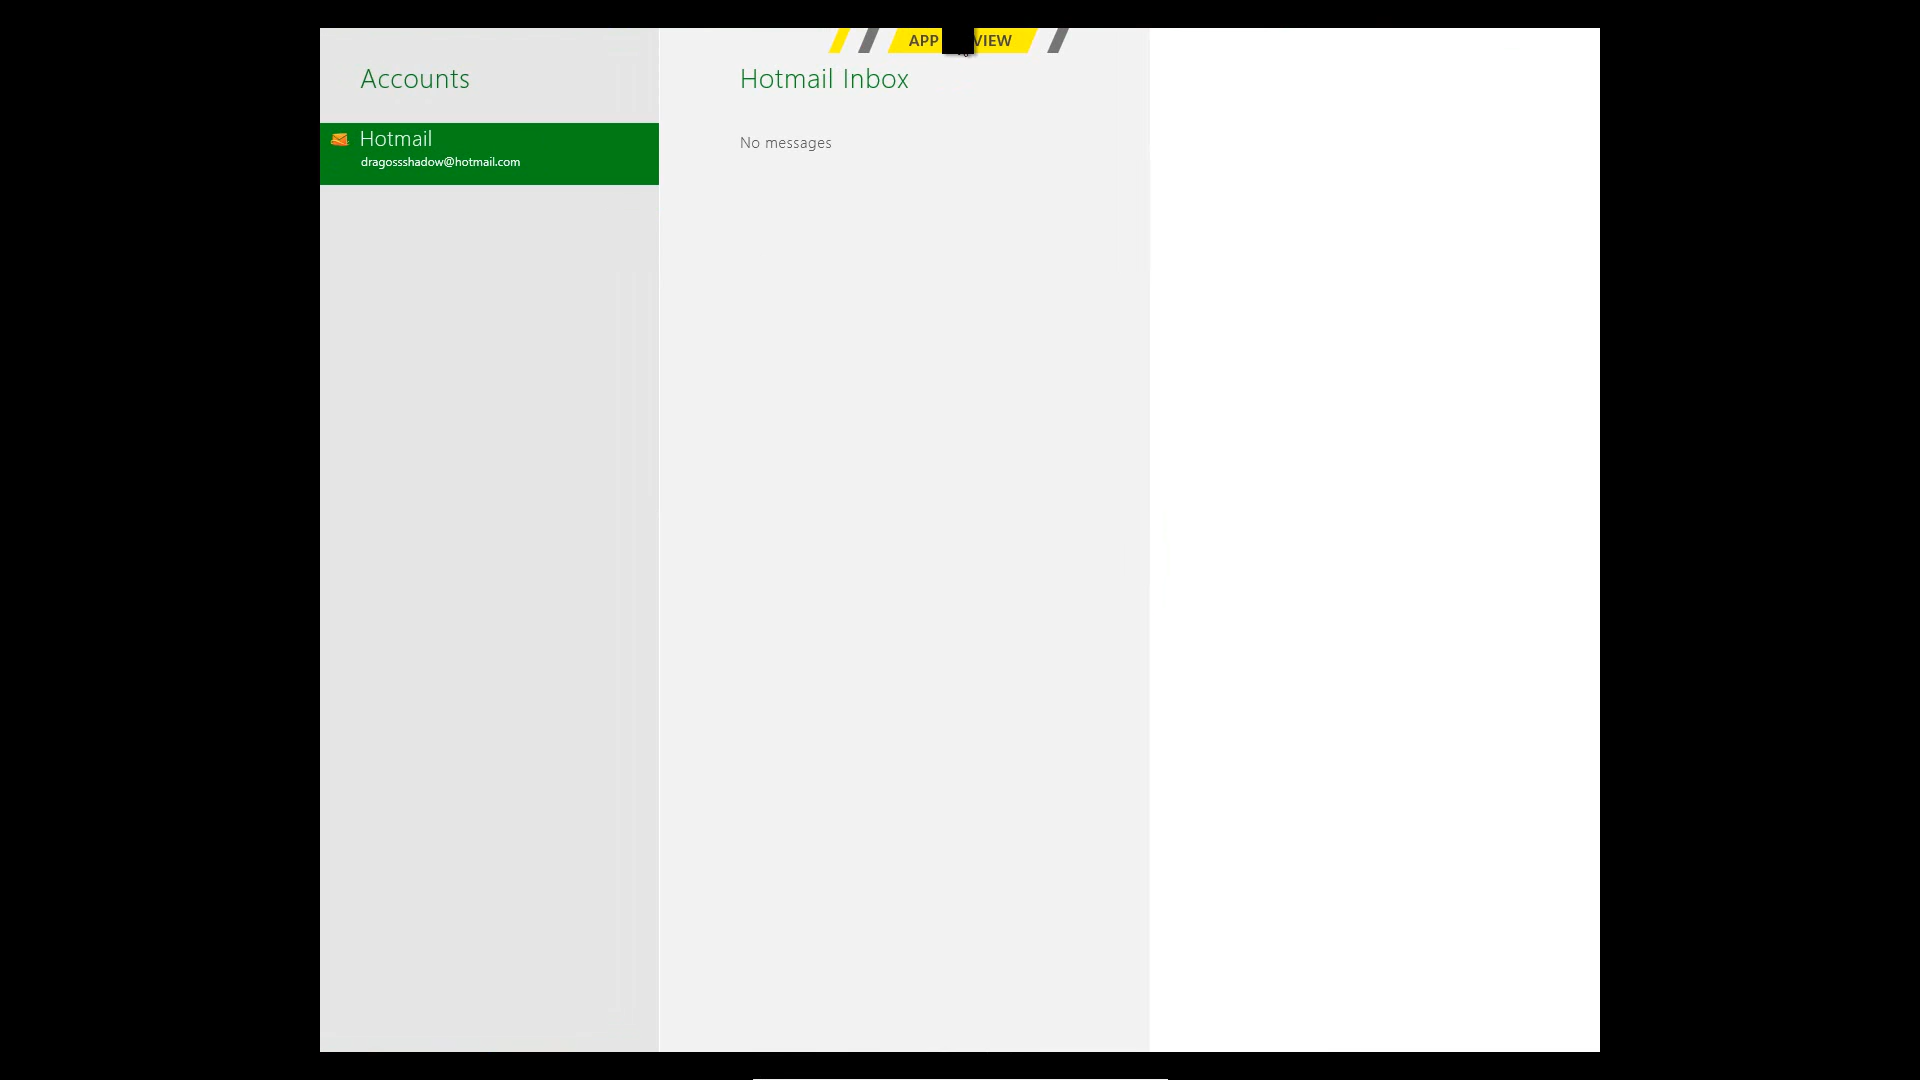 APP VIEW
Accounts
Hotmail Inbox
Hotmail
dragossshadow@hotmail.com
No messages